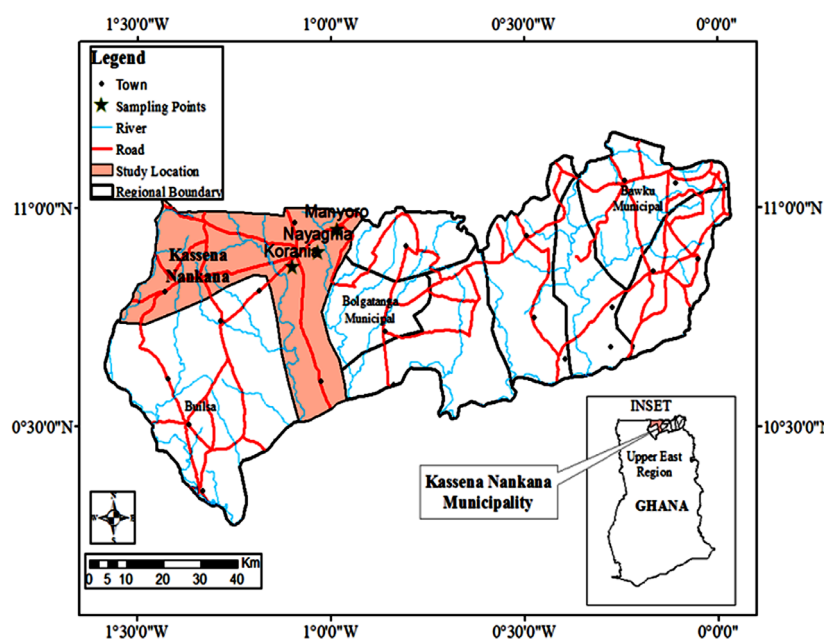 1°30'0"W 1°0'0"W 0°30'0"W 0°0'0"
Legend
Town
Sampling Points
River
Road
Study Location
Regional Boundary
11°0'0"N
11°0'0"N
Bawku
Municipal
Manyoro
Nayagnia
Korania
Kassena
Nankana
Bolgatanga
Municipal
Builsa
0°30'0"N
10°30'0"N
INSET
Upper East
Region
GHANA
Kassena Nankana
Municipality
N
W E
S
Km
0 5 10 20 30 40
1°30'0"W 1°0'0"W 0°30'0"W 0°0'0"